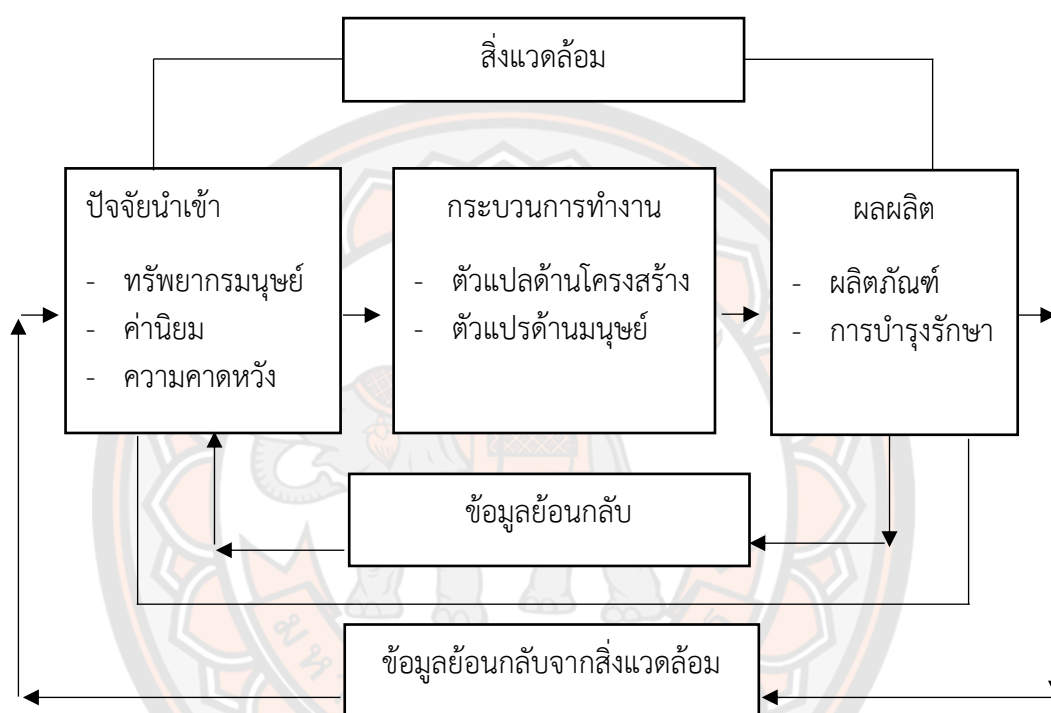 สิ่งแวดล้อม
ปัจจัยนำเข้า
- ทรัพยากรมนุษย์
- ค่านิยม
- ความคาดหวัง
กระบวนการทำงาน
- ตัวแปลด้านโครงสร้าง
- ตัวแปรด้านมนุษย์
ผลผลิต
- ผลิตภัณฑ์
- การบำรุงรักษา
ข้อมูลย้อนกลับ
ข้อมูลย้อนกลับจากสิ่งแวดล้อม